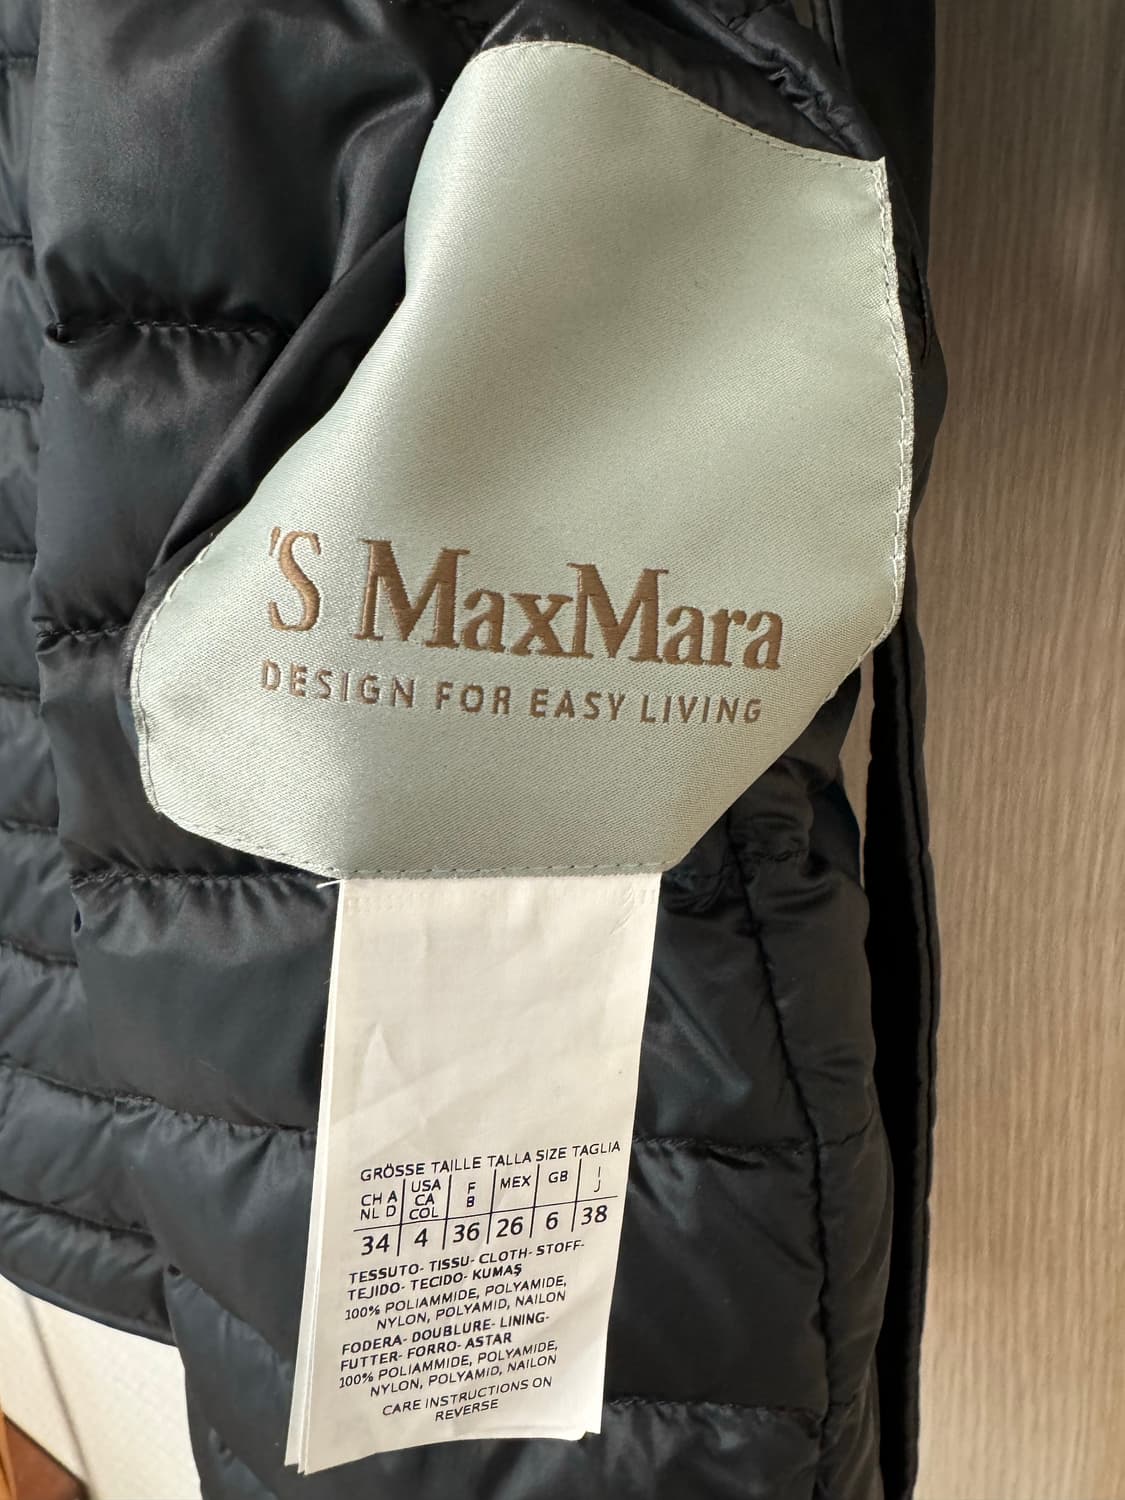 'S MaxMara
DESIGN FOR EASY LIVING
GRÖSSE TAILLE TALLA SIZE TAGLIA
CH A USA F MEX GB I
NL D CA B J
COL
34 4 36 26 6 38
TESSUTO- TISSU- CLOTH- STOFF-
TEJIDO- TECIDO- KUMAŞ
100% POLIAMMIDE, POLYAMIDE,
NYLON, POLYAMID, NAILON
FODERA- DOUBLURE- LINING-
FUTTER- FORRO- ASTAR
100% POLIAMMIDE, POLYAMIDE,
NYLON, POLYAMID, NAILON
CARE INSTRUCTIONS ON
REVERSE